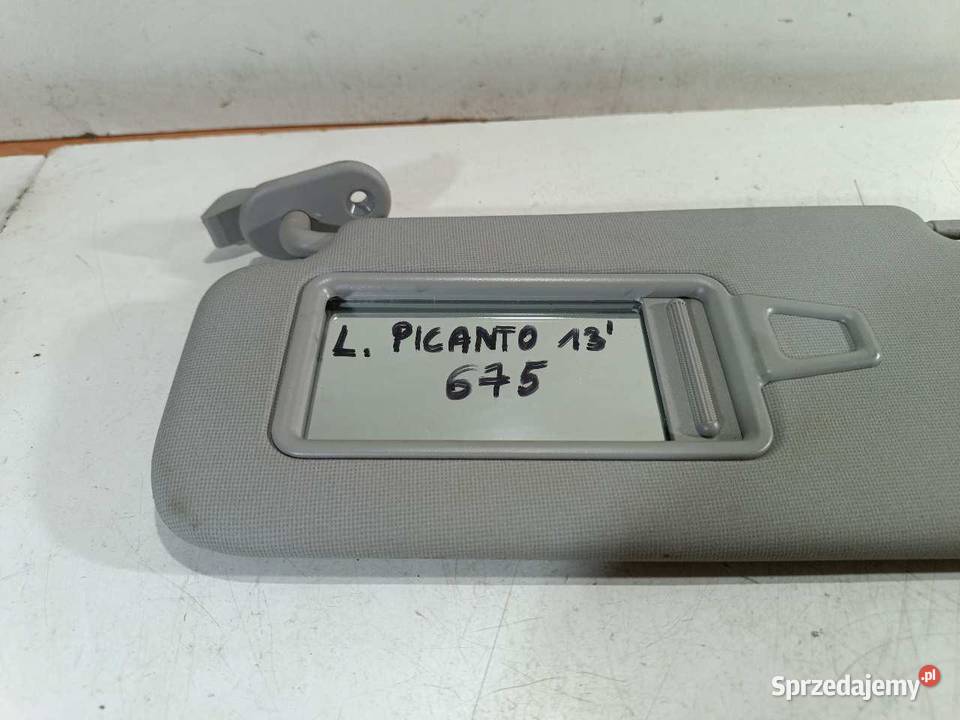 L. PICANTO 13'
675
Sprzedajemy.pl